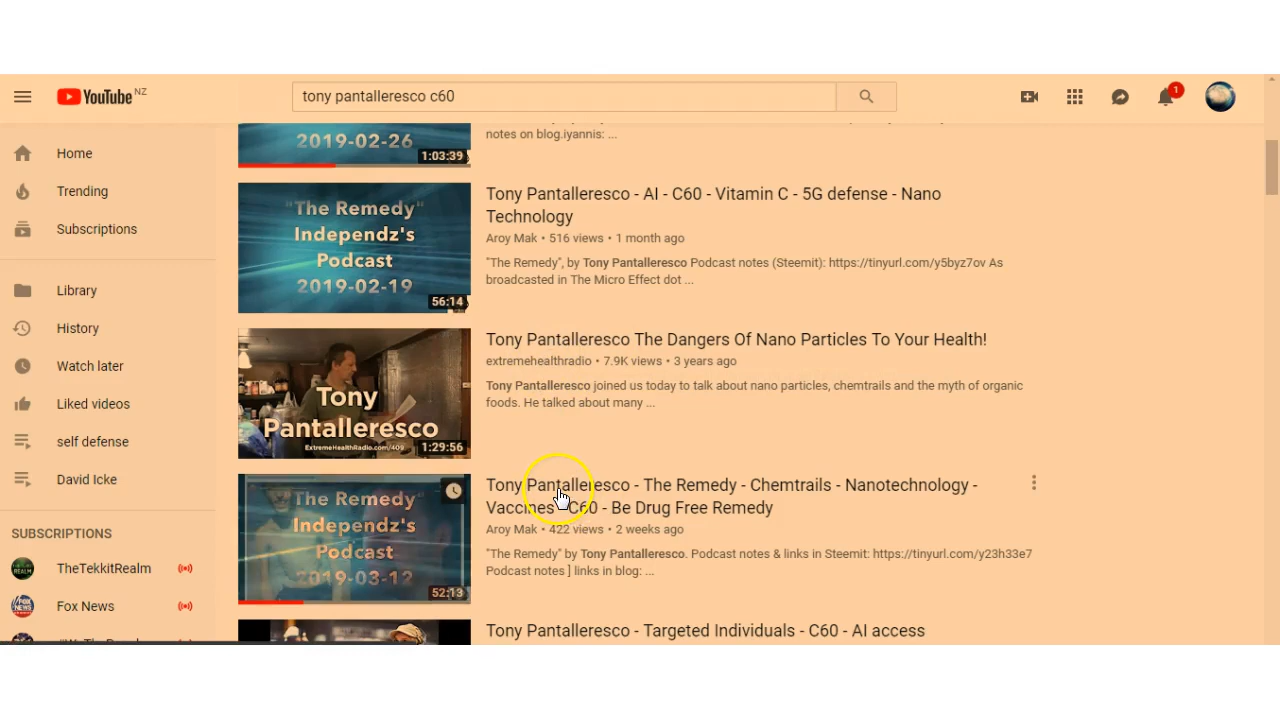 YouTube NZ
tony pantalleresco c60
1
Home
Trending
Subscriptions
Library
History
Watch later
Liked videos
self defense
David Icke
SUBSCRIPTIONS
TheTekkitRealm
Fox News
2019-02-26
1:03:39
notes on blog.iyannis: ...
"The Remedy"
Independz's
Podcast
2019-02-19
56:14
Tony Pantalleresco - AI - C60 - Vitamin C - 5G defense - Nano
Technology
Aroy Mak • 516 views • 1 month ago
"The Remedy", by Tony Pantalleresco Podcast notes (Steemit): https://tinyurl.com/y5byz7ov As
broadcasted in The Micro Effect dot ...
Tony
Pantalleresco
ExtremeHealthRadio.com/409
1:29:56
Tony Pantalleresco The Dangers Of Nano Particles To Your Health!
extremehealthradio • 7.9K views • 3 years ago
Tony Pantalleresco joined us today to talk about nano particles, chemtrails and the myth of organic
foods. He talked about many ...
"The Remedy"
Independz's
Podcast
2019-03-12
52:13
Tony Pantalleresco - The Remedy - Chemtrails - Nanotechnology -
Vaccines - C60 - Be Drug Free Remedy
Aroy Mak • 422 views • 2 weeks ago
"The Remedy" by Tony Pantalleresco. Podcast notes & links in Steemit: https://tinyurl.com/y23h33e7
Podcast notes ] links in blog: ...
Tony Pantalleresco - Targeted Individuals - C60 - AI access